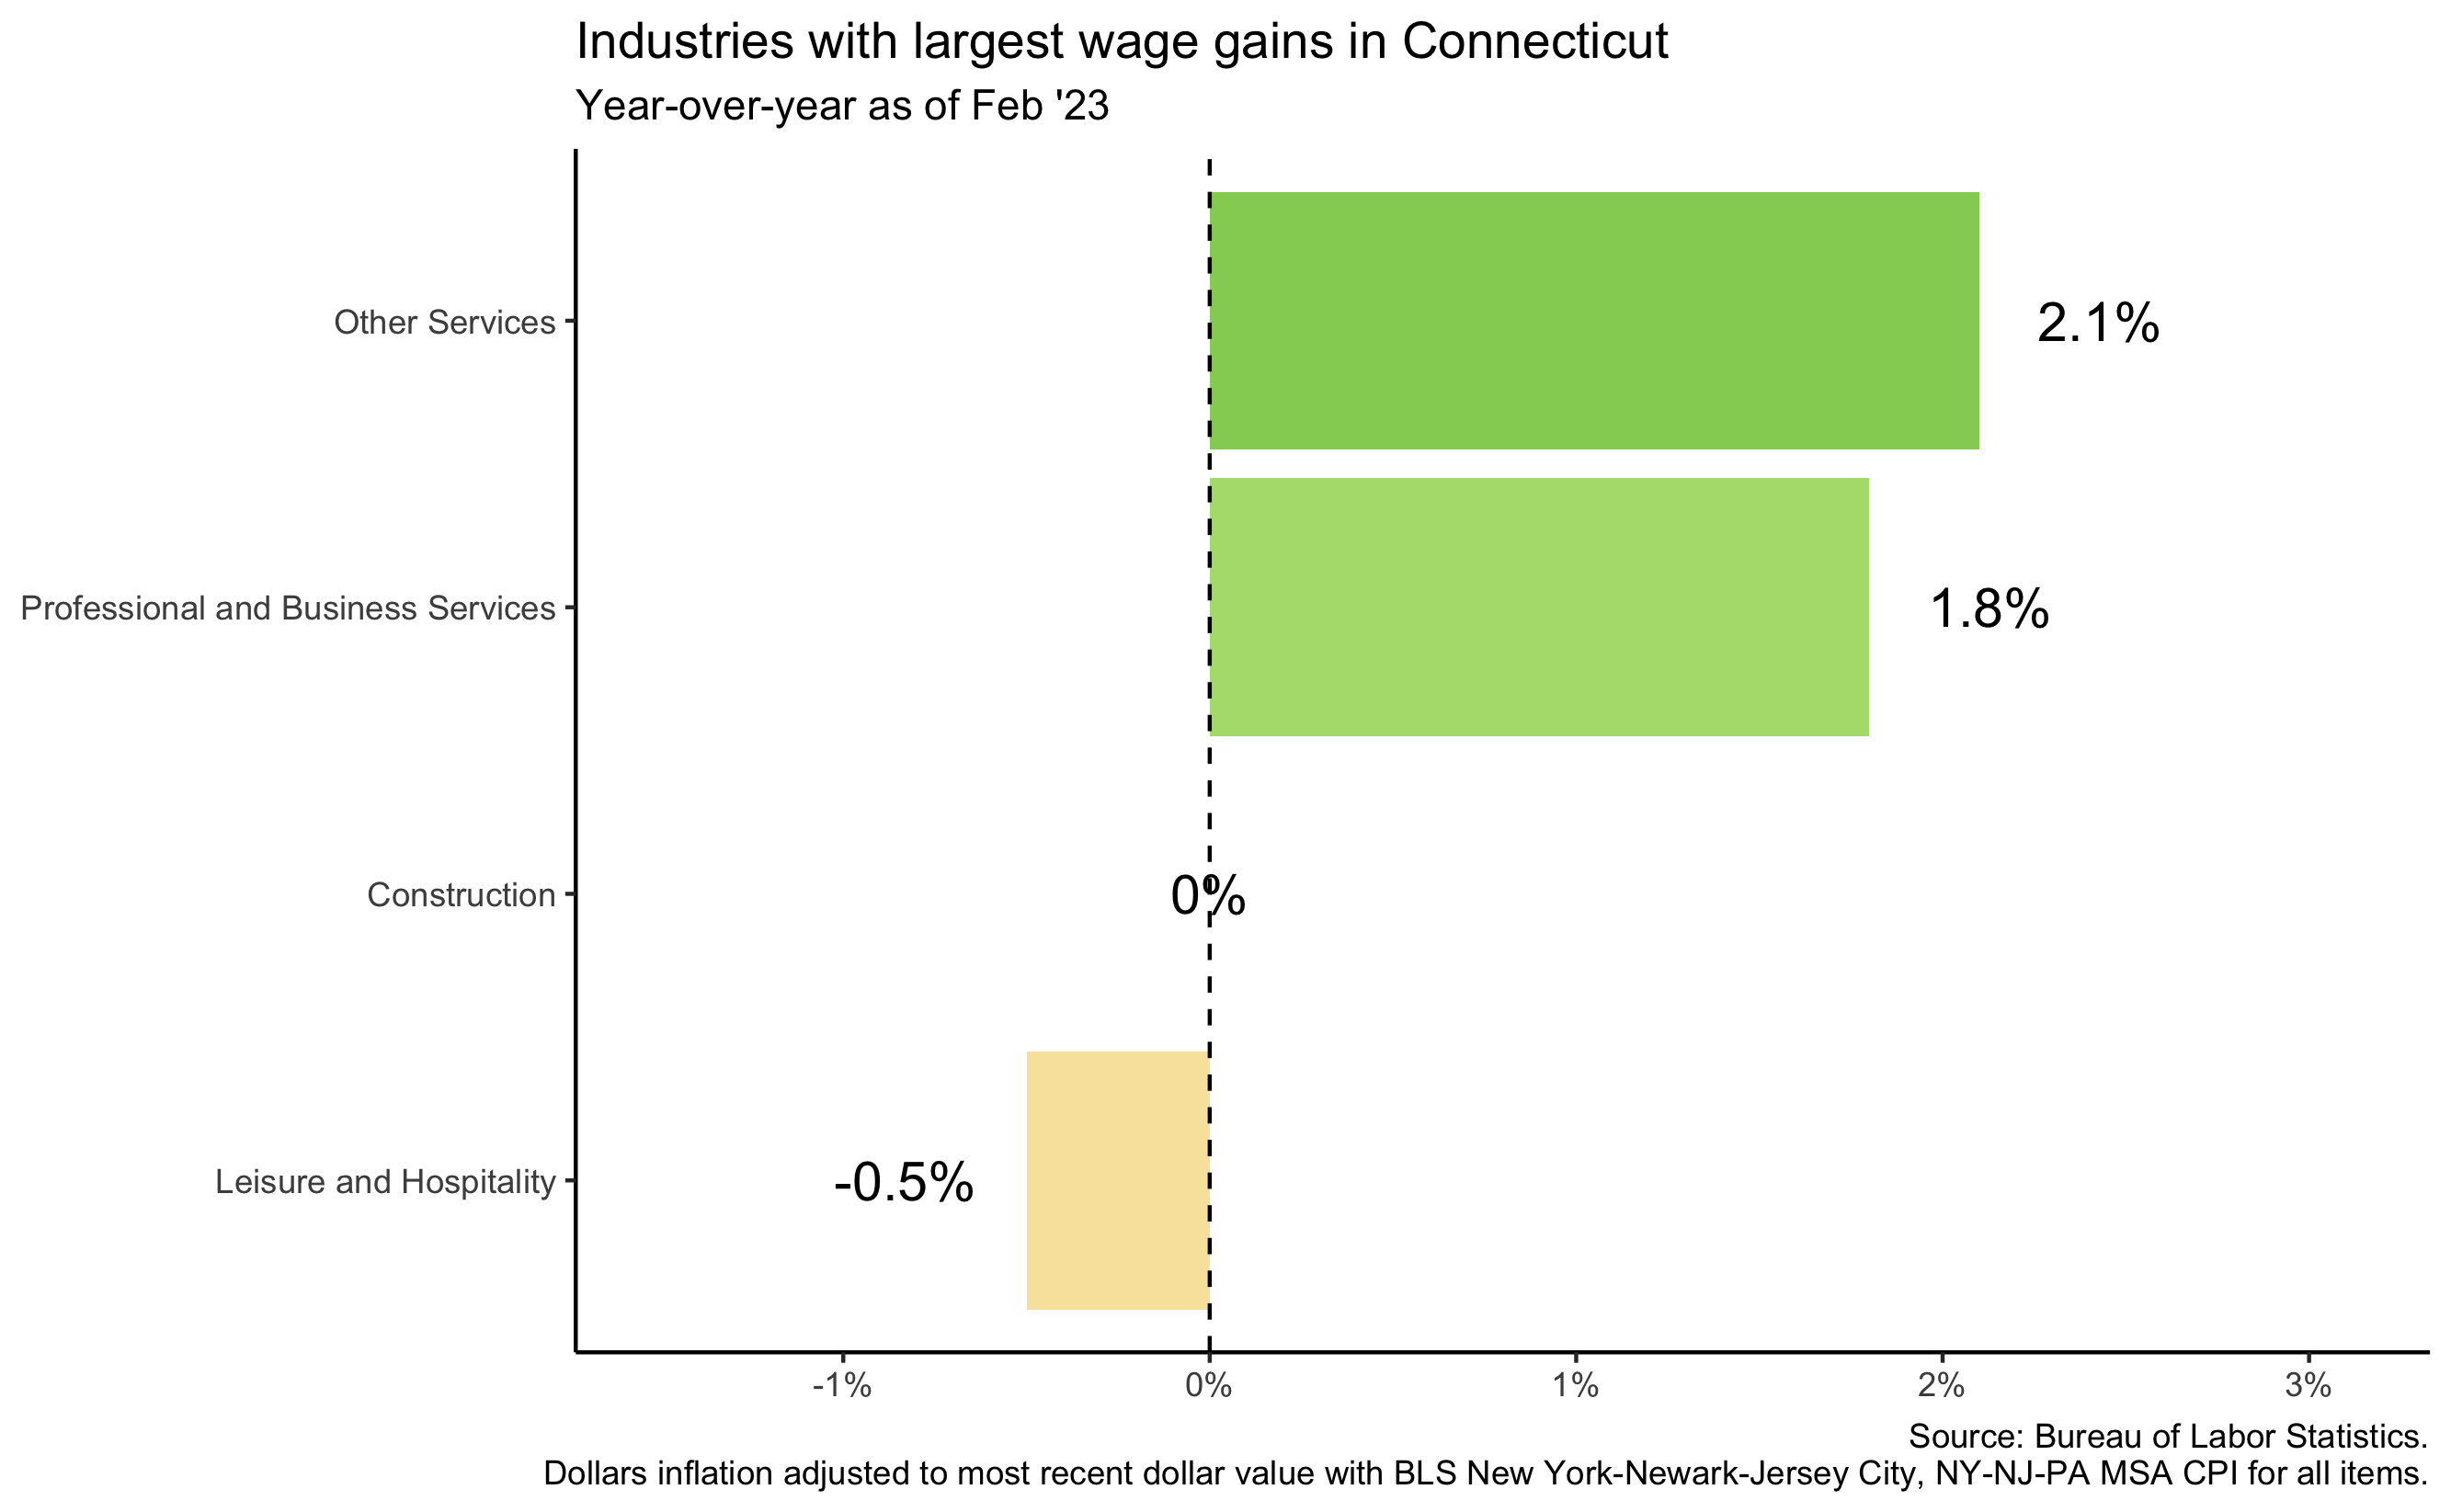 Industries with largest wage gains in Connecticut
Year-over-year as of Feb '23
Other Services
2.1%
Professional and Business Services
1.8%
Construction
0%
Leisure and Hospitality
-0.5%
-1%
0%
1%
2%
3%
Source: Bureau of Labor Statistics.
Dollars inflation adjusted to most recent dollar value with BLS New York-Newark-Jersey City, NY-NJ-PA MSA CPI for all items.